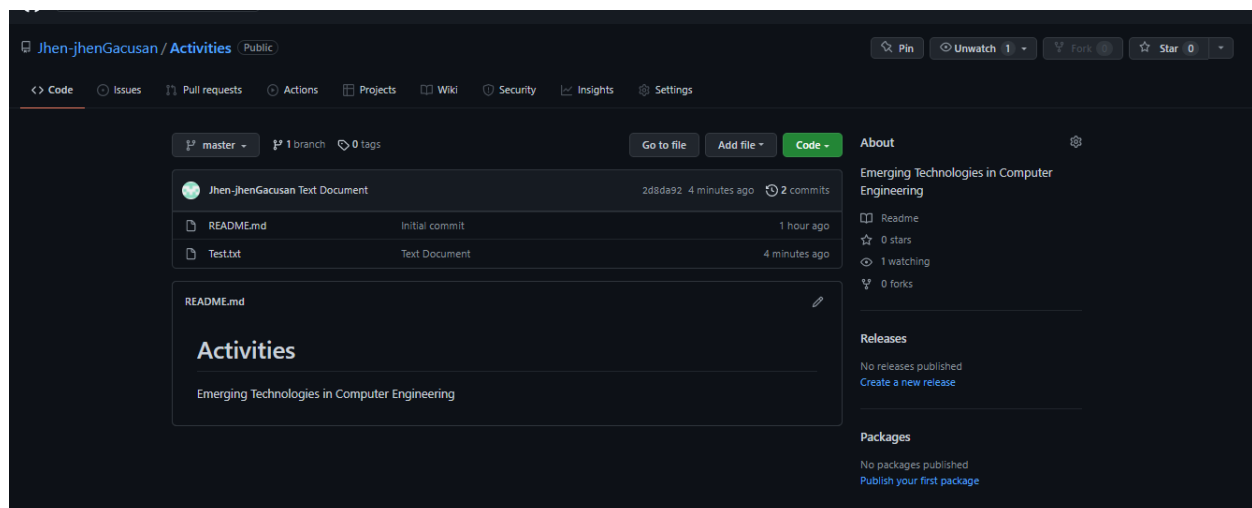 Jhen-jhenGacusan / Activities Public
Pin Unwatch 1 Fork 0 Star 0
<> Code Issues Pull requests Actions Projects Wiki Security Insights Settings
master 1 branch 0 tags Go to file Add file Code
Jhen-jhenGacusan Text Document 2d8da92 4 minutes ago 2 commits
README.md Initial commit 1 hour ago
Test.txt Text Document 4 minutes ago
README.md
Activities
Emerging Technologies in Computer Engineering
About
Emerging Technologies in Computer
Engineering
Readme
0 stars
1 watching
0 forks
Releases
No releases published
Create a new release
Packages
No packages published
Publish your first package